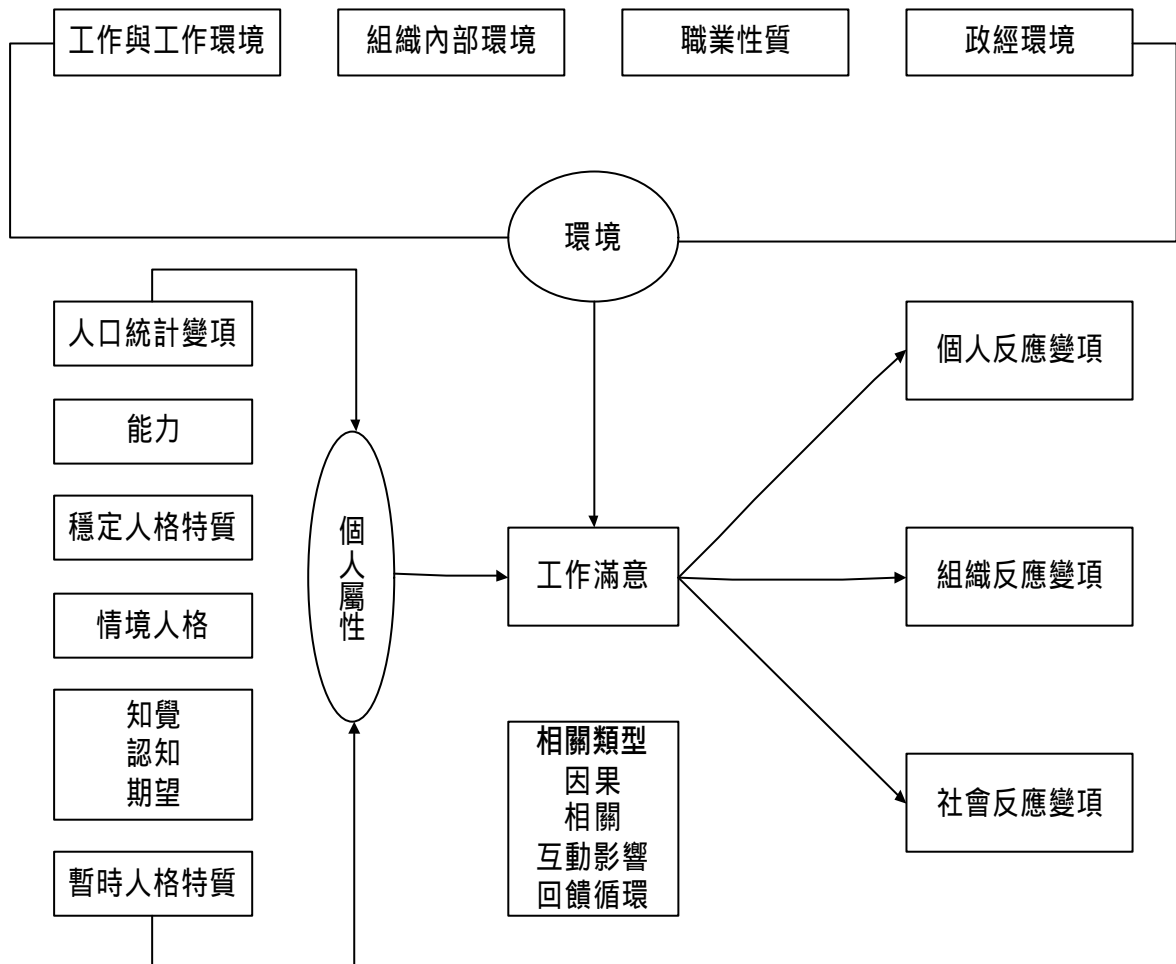 工作與工作環境
組織內部環境
職業性質
政經環境
環境
人口統計變項
能力
穩定人格特質
情境人格
知覺
認知
期望
暫時人格特質
個人屬性
工作滿意
相關類型
因果
相關
互動影響
回饋循環
個人反應變項
組織反應變項
社會反應變項